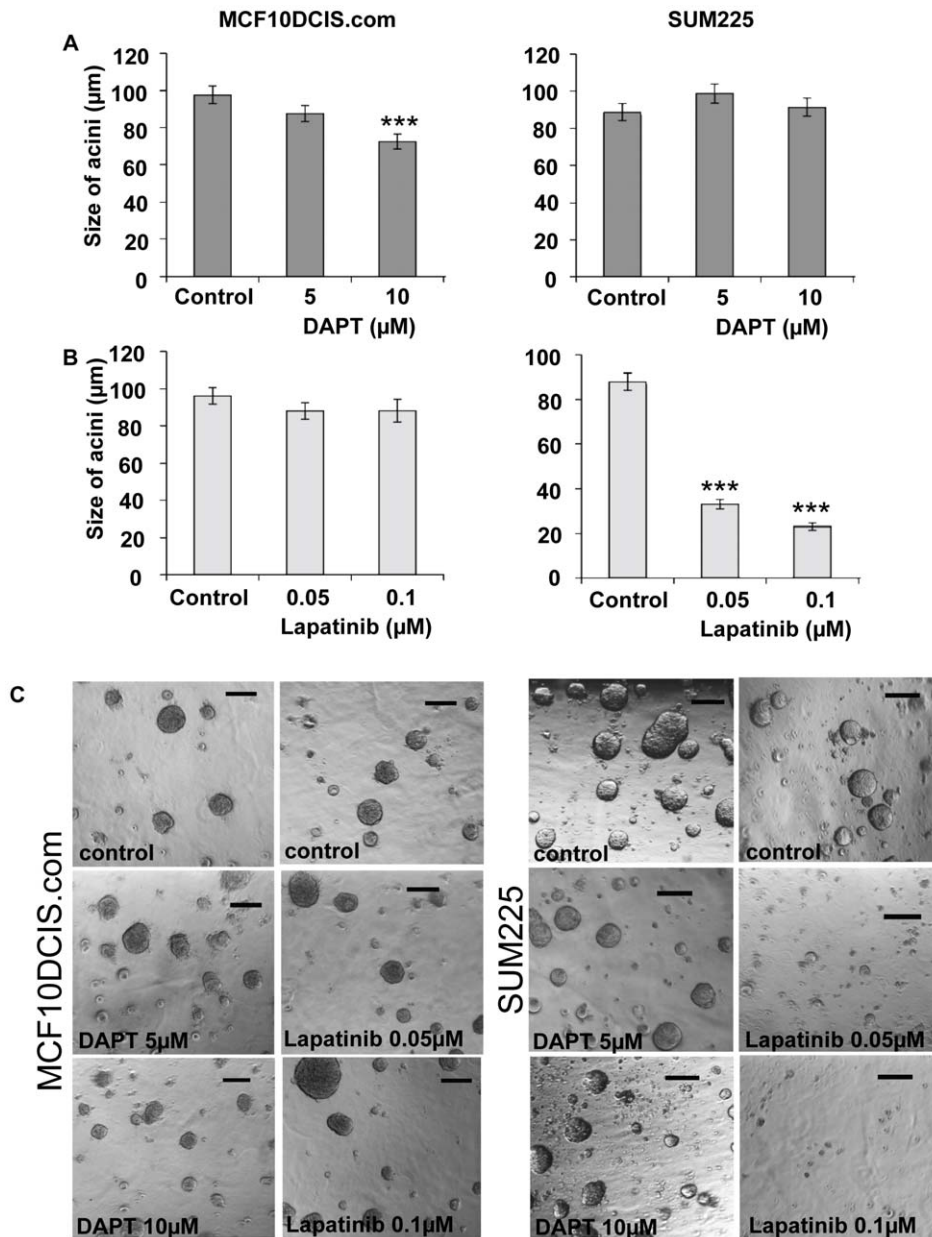 MCF10DCIS.com SUM225
A
Size of acini (µm)
120
100
80
60
40
20
0
Control 5 10
DAPT (µM)
***
120
100
80
60
40
20
0
Control 5 10
DAPT (µM)
B
Size of acini (µm)
120
100
80
60
40
20
0
Control 0.05 0.1
Lapatinib (µM)
100
80
60
40
20
0
*** ***
Control 0.05 0.1
Lapatinib (µM)
C
MCF10DCIS.com
control control
DAPT 5µM Lapatinib 0.05µM
DAPT 10µM Lapatinib 0.1µM
SUM225
control control
DAPT 5µM Lapatinib 0.05µM
DAPT 10µM Lapatinib 0.1µM